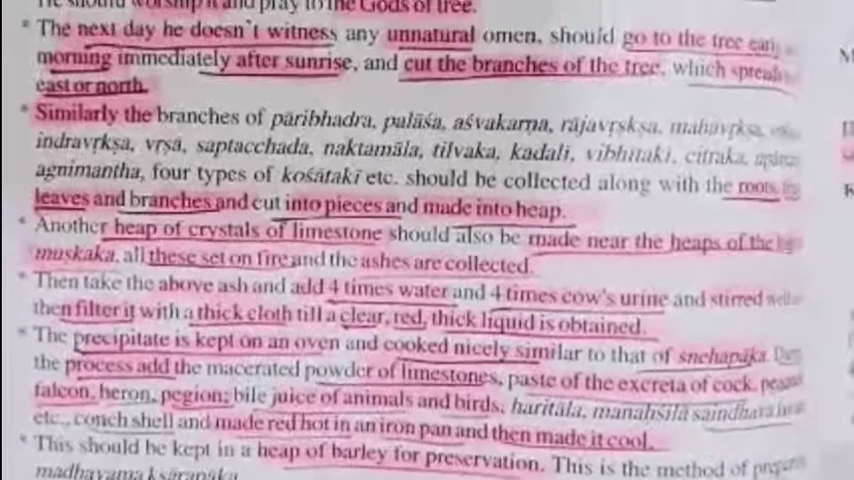 He should worship it and pray to the Gods of tree.
* The next day he doesn't witness any unnatural omen, should go to the tree early
morning immediately after sunrise, and cut the branches of the tree, which spreading
east or north.
* Similarly the branches of pāribhadra, palāśa, aśvakarṇa, rājavṛskṣa, mahavṛkṣa,
indravṛkṣa, vṛṣā, saptacchada, naktamāla, tilvaka, kadali, vibhītakī, citraka,
agnimantha, four types of kośātakī etc. should be collected along with the roots,
leaves and branches and cut into pieces and made into heap.
* Another heap of crystals of limestone should also be made near the heaps of the
muṣkaka, all these set on fire and the ashes are collected.
* Then take the above ash and add 4 times water and 4 times cow's urine and stirred
then filter it with a thick cloth till a clear, red, thick liquid is obtained.
* The precipitate is kept on an oven and cooked nicely similar to that of snehapāka.
the process add the macerated powder of limestones, paste of the excreta of cock,
falcon, heron, pegion; bile juice of animals and birds, haritāla, manahśilā saindhava
etc., conch shell and made red hot in an iron pan and then made it cool.
* This should be kept in a heap of barley for preservation. This is the method of
madhayama kṣārapāka